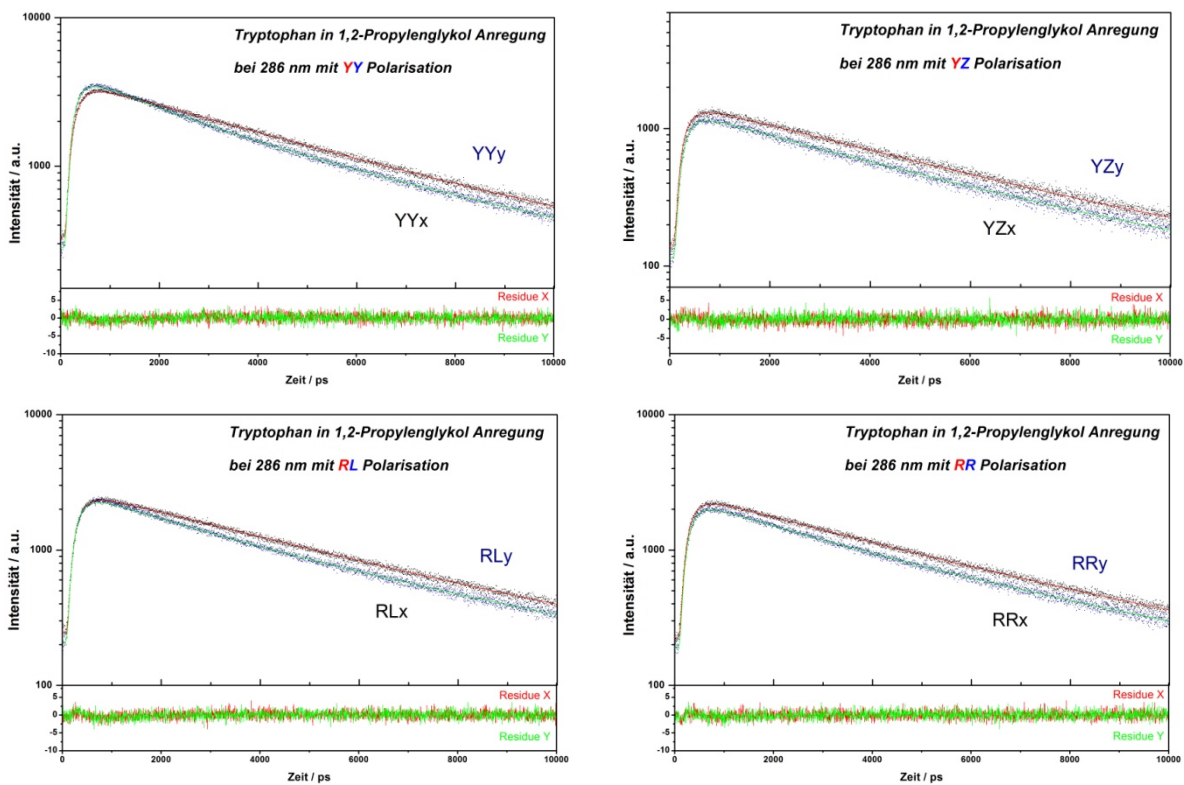 Tryptophan in 1,2-Propylenglykol Anregung
bei 286 nm mit YY Polarisation
10000
1000
Intensität / a.u.
YYy
YYx
Residue X
Residue Y
5
0
-5
-10
0 2000 4000 6000 8000 10000
Zeit / ps
Tryptophan in 1,2-Propylenglykol Anregung
bei 286 nm mit YZ Polarisation
1000
100
Intensität / a.u.
YZy
YZx
Residue X
Residue Y
5
0
-5
0 2000 4000 6000 8000 10000
Zeit / ps
Tryptophan in 1,2-Propylenglykol Anregung
bei 286 nm mit RL Polarisation
10000
1000
100
Intensität / a.u.
RLy
RLx
Residue X
Residue Y
5
0
-5
-10
0 2000 4000 6000 8000 10000
Zeit / ps
Tryptophan in 1,2-Propylenglykol Anregung
bei 286 nm mit RR Polarisation
10000
1000
100
Intensität / a.u.
RRy
RRx
Residue X
Residue Y
5
0
-5
-10
0 2000 4000 6000 8000 10000
Zeit / ps